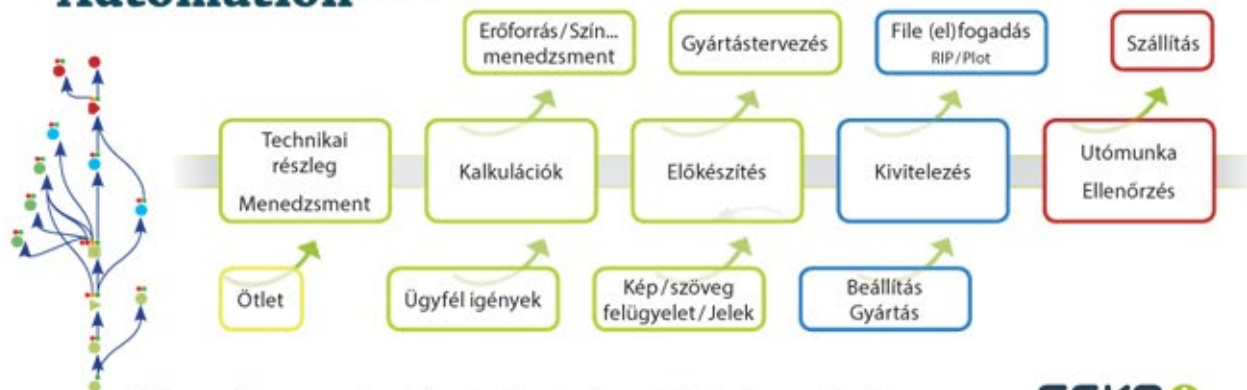 Automation
Erőforrás/Szín...
menedzsment
Gyártástervezés
File (el)fogadás
RIP/Plot
Szállítás
Technikai
részleg
Menedzsment
Kalkulációk
Előkészítés
Kivitelezés
Utómunka
Ellenőrzés
Ötlet
Ügyfél igények
Kép/szöveg
felügyelet/Jelek
Beállítás
Gyártás